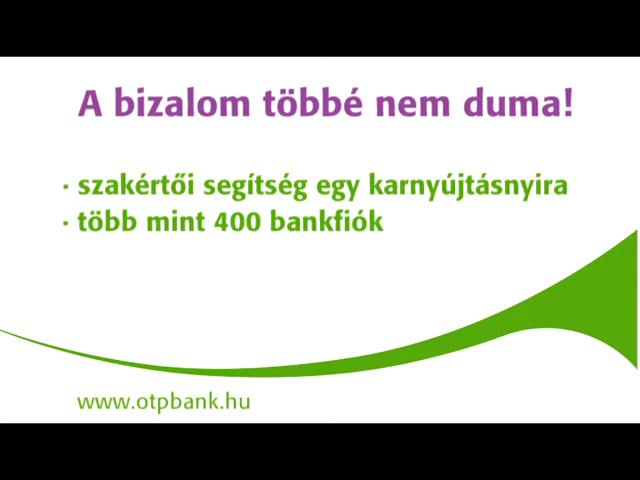 A bizalom többé nem duma!
· szakértői segítség egy karnyújtásnyira
· több mint 400 bankfiók
www.otpbank.hu